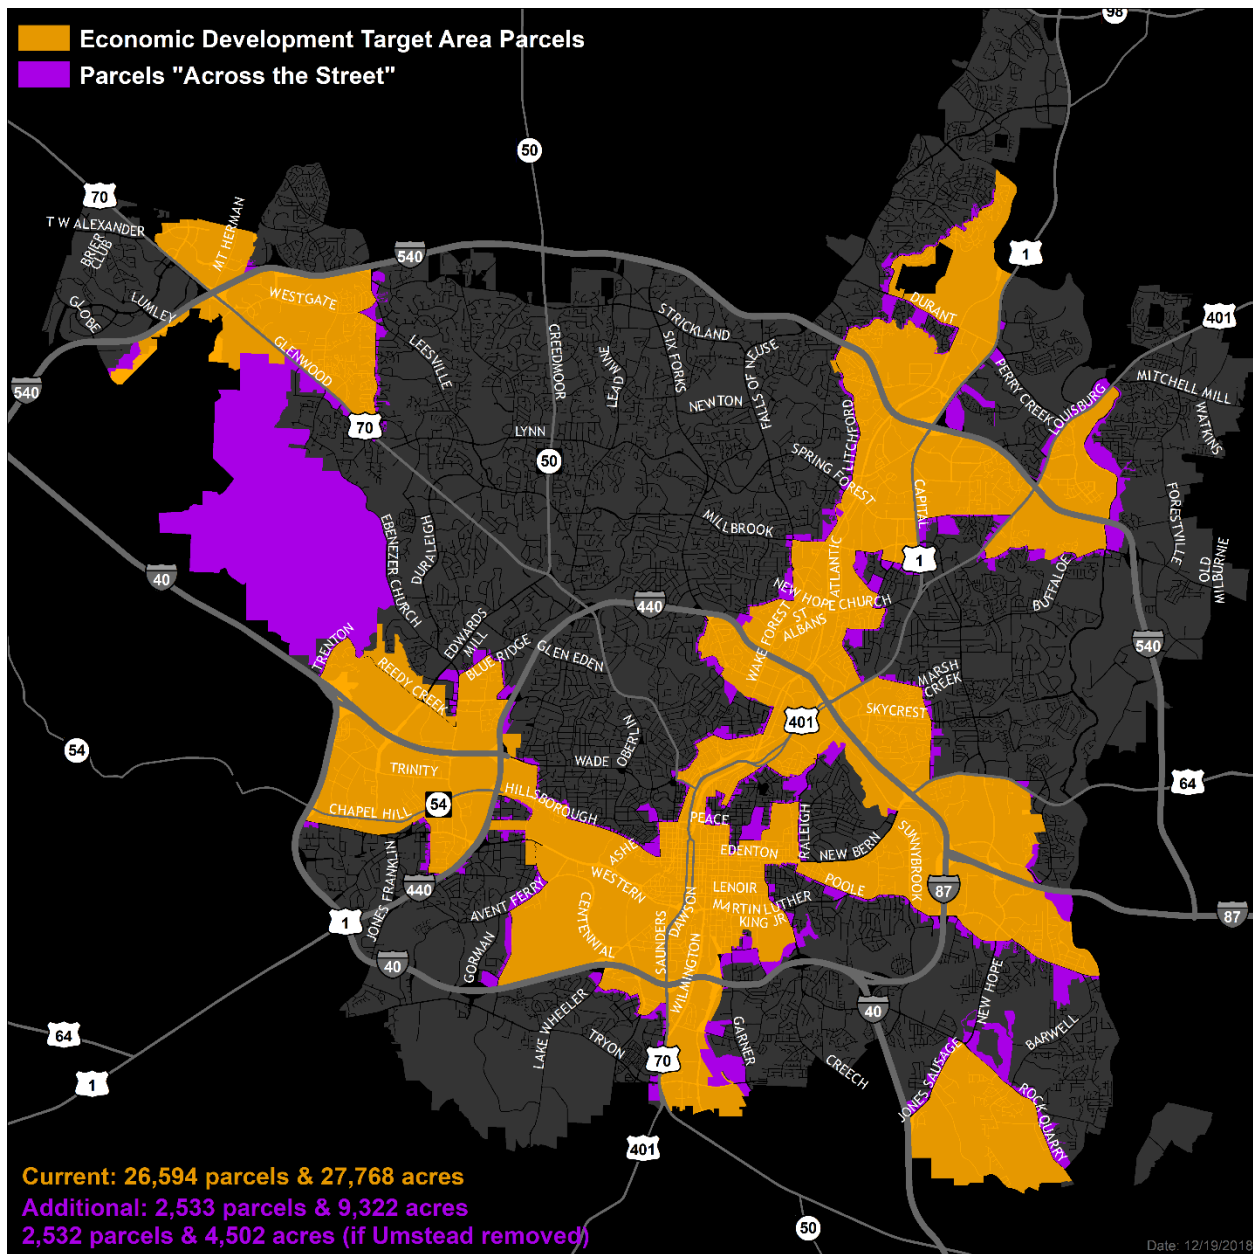 Economic Development Target Area Parcels
Parcels "Across the Street"
98
50
70
T W ALEXANDER
BRIER
CLUB
MT HERMAN
540
1
GLOBE
LUMLEY
WESTGATE
GLENWOOD
LEESVILLE
CREEDMOOR
LEAD MINE
SIX FORKS
STRICKLAND
FALLS OF NEUSE
NEWTON
DURANT
401
PERRY CREEK
LOUISBURG
MITCHELL MILL
WATKINS
540
70
LYNN
50
LITCHFORD
SPRING FOREST
CAPITAL
MILLBROOK
FORESTVILLE
OLD
MILBURNIE
EBENEZER CHURCH
DURALEIGH
ATLANTIC
1
BUFFALOE
40
440
NEW HOPE CHURCH
ST
ALBANS
WAKE FOREST
540
TRENTON
EDWARDS
MILL
BLUE RIDGE
GLEN EDEN
REEDY CREEK
MARSH
CREEK
SKYCREST
401
54
OBERLIN
WADE
TRINITY
64
CHAPEL HILL
54
HILLSBOROUGH
PEACE
RALEIGH
JONES FRANKLIN
ASHE
EDENTON
NEW BERN
SUNNYBROOK
WESTERN
LENOIR
POOLE
440
87
AVENT FERRY
CENTENNIAL
SAUNDERS
DAWSON
MARTIN LUTHER
KING JR
87
1
GORMAN
40
WILMINGTON
NEW HOPE
40
64
LAKE WHEELER
TRYON
70
GARNER
CREECH
BARWELL
1
JONES SAUSAGE
ROCK QUARRY
401
Current: 26,594 parcels & 27,768 acres
Additional: 2,533 parcels & 9,322 acres
2,532 parcels & 4,502 acres (if Umstead removed)
50
Date: 12/19/2018